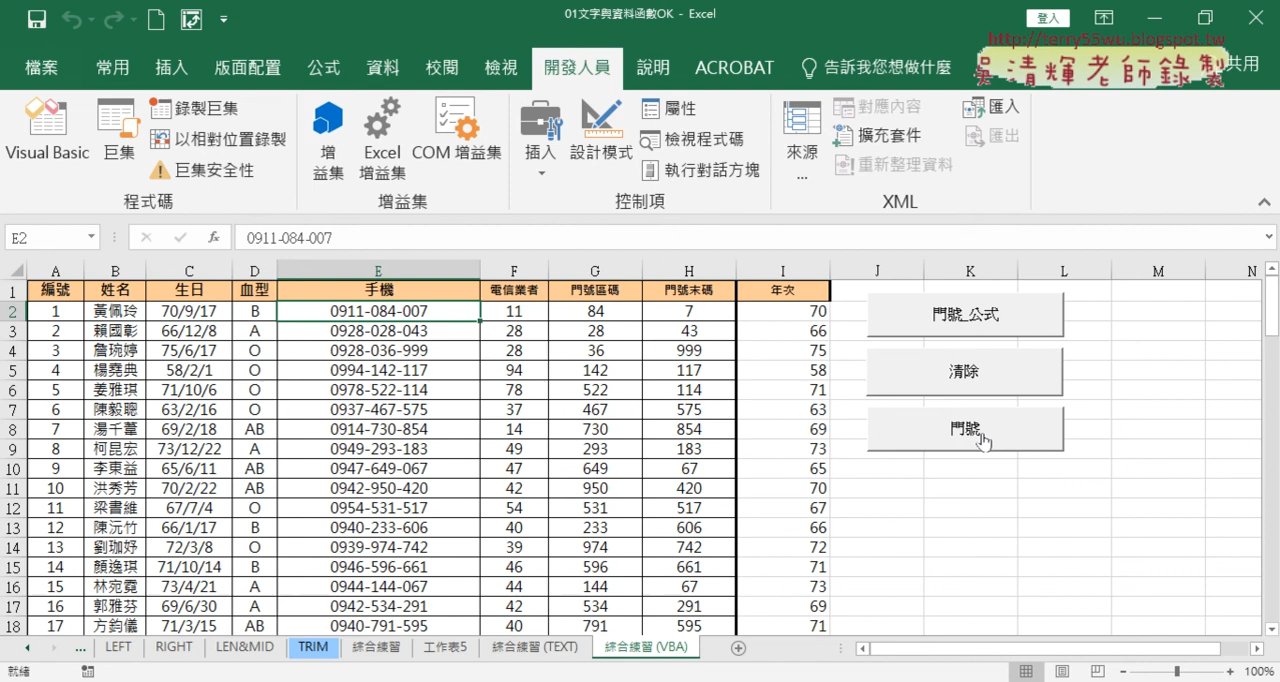 01文字與資料函數OK - Excel
登入
http://terry55wu.blogspot.tw
吳清輝老師錄製
檔案 常用 插入 版面配置 公式 資料 校閱 檢視 開發人員 說明 ACROBAT 告訴我您想做什麼 共用
Visual Basic
巨集
錄製巨集
以相對位置錄製
巨集安全性
程式碼
增益集
Excel 增益集
COM 增益集
增益集
插入
設計模式
屬性
檢視程式碼
執行對話方塊
控制項
來源...
對應內容
擴充套件
重新整理資料
匯入
匯出
XML
E2 fx 0911-084-007
A B C D E F G H I J K L M N
1 編號 姓名 生日 血型 手機 電信業者 門號區碼 門號末碼 年次
2 1 黃佩玲 70/9/17 B 0911-084-007 11 84 7 70
3 2 賴國彰 66/12/8 A 0928-028-043 28 28 43 66
4 3 詹琬婷 75/6/17 O 0928-036-999 28 36 999 75
5 4 楊堯典 58/2/1 O 0994-142-117 94 142 117 58
6 5 姜雅琪 71/10/6 O 0978-522-114 78 522 114 71
7 6 陳毅聰 63/2/16 O 0937-467-575 37 467 575 63
8 7 湯千蕙 69/2/18 AB 0914-730-854 14 730 854 69
9 8 柯昆宏 73/12/22 A 0949-293-183 49 293 183 73
10 9 李東益 65/6/11 AB 0947-649-067 47 649 67 65
11 10 洪秀芳 70/2/22 AB 0942-950-420 42 950 420 70
12 11 梁書維 67/7/4 O 0954-531-517 54 531 517 67
13 12 陳沅竹 66/1/17 B 0940-233-606 40 233 606 66
14 13 劉珈妤 72/3/8 O 0939-974-742 39 974 742 72
15 14 顏逸琪 71/10/14 B 0946-596-661 46 596 661 71
16 15 林宛霓 73/4/21 A 0944-144-067 44 144 67 73
17 16 郭雅芬 69/6/30 A 0942-534-291 42 534 291 69
18 17 方鈞儀 71/3/15 AB 0940-791-595 40 791 595 71
門號_公式
清除
門號
... LEFT RIGHT LEN&MID TRIM 綜合練習 工作表5 綜合練習 (TEXT) 綜合練習 (VBA)
就緒
100%